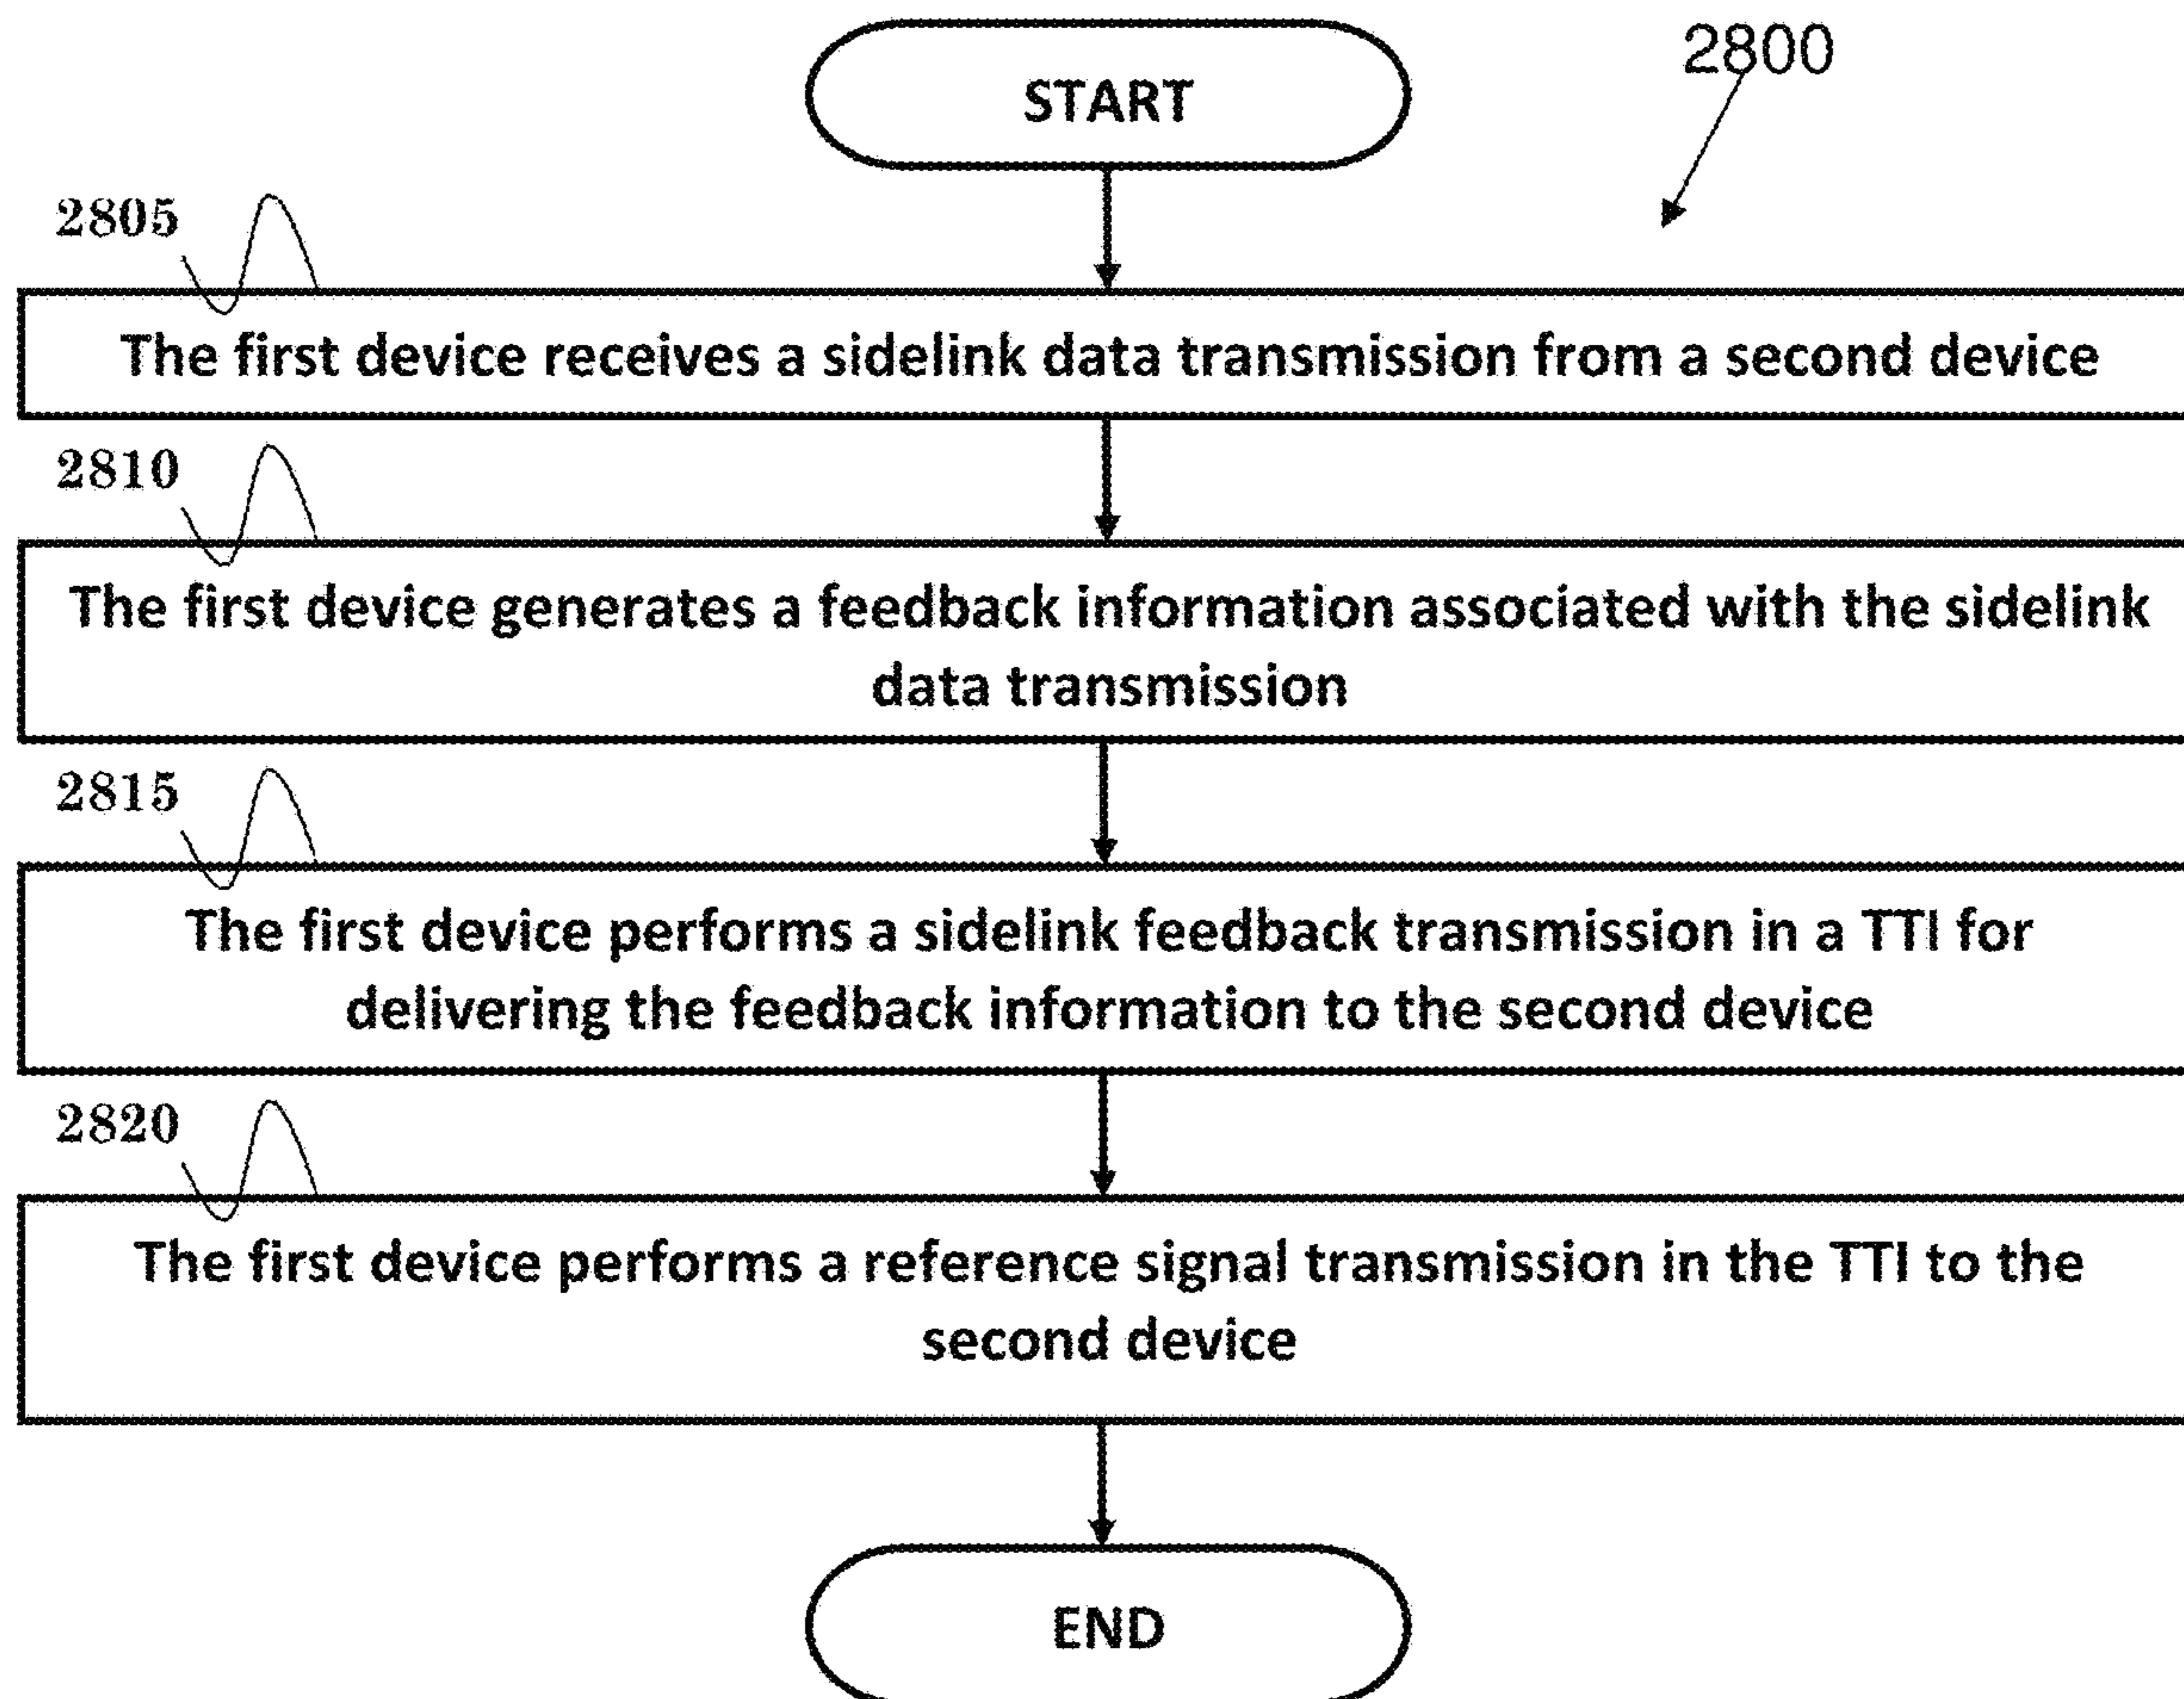 START
2800
2805
The first device receives a sidelink data transmission from a second device
2810
The first device generates a feedback information associated with the sidelink
data transmission
2815
The first device performs a sidelink feedback transmission in a TTI for
delivering the feedback information to the second device
2820
The first device performs a reference signal transmission in the TTI to the
second device
END